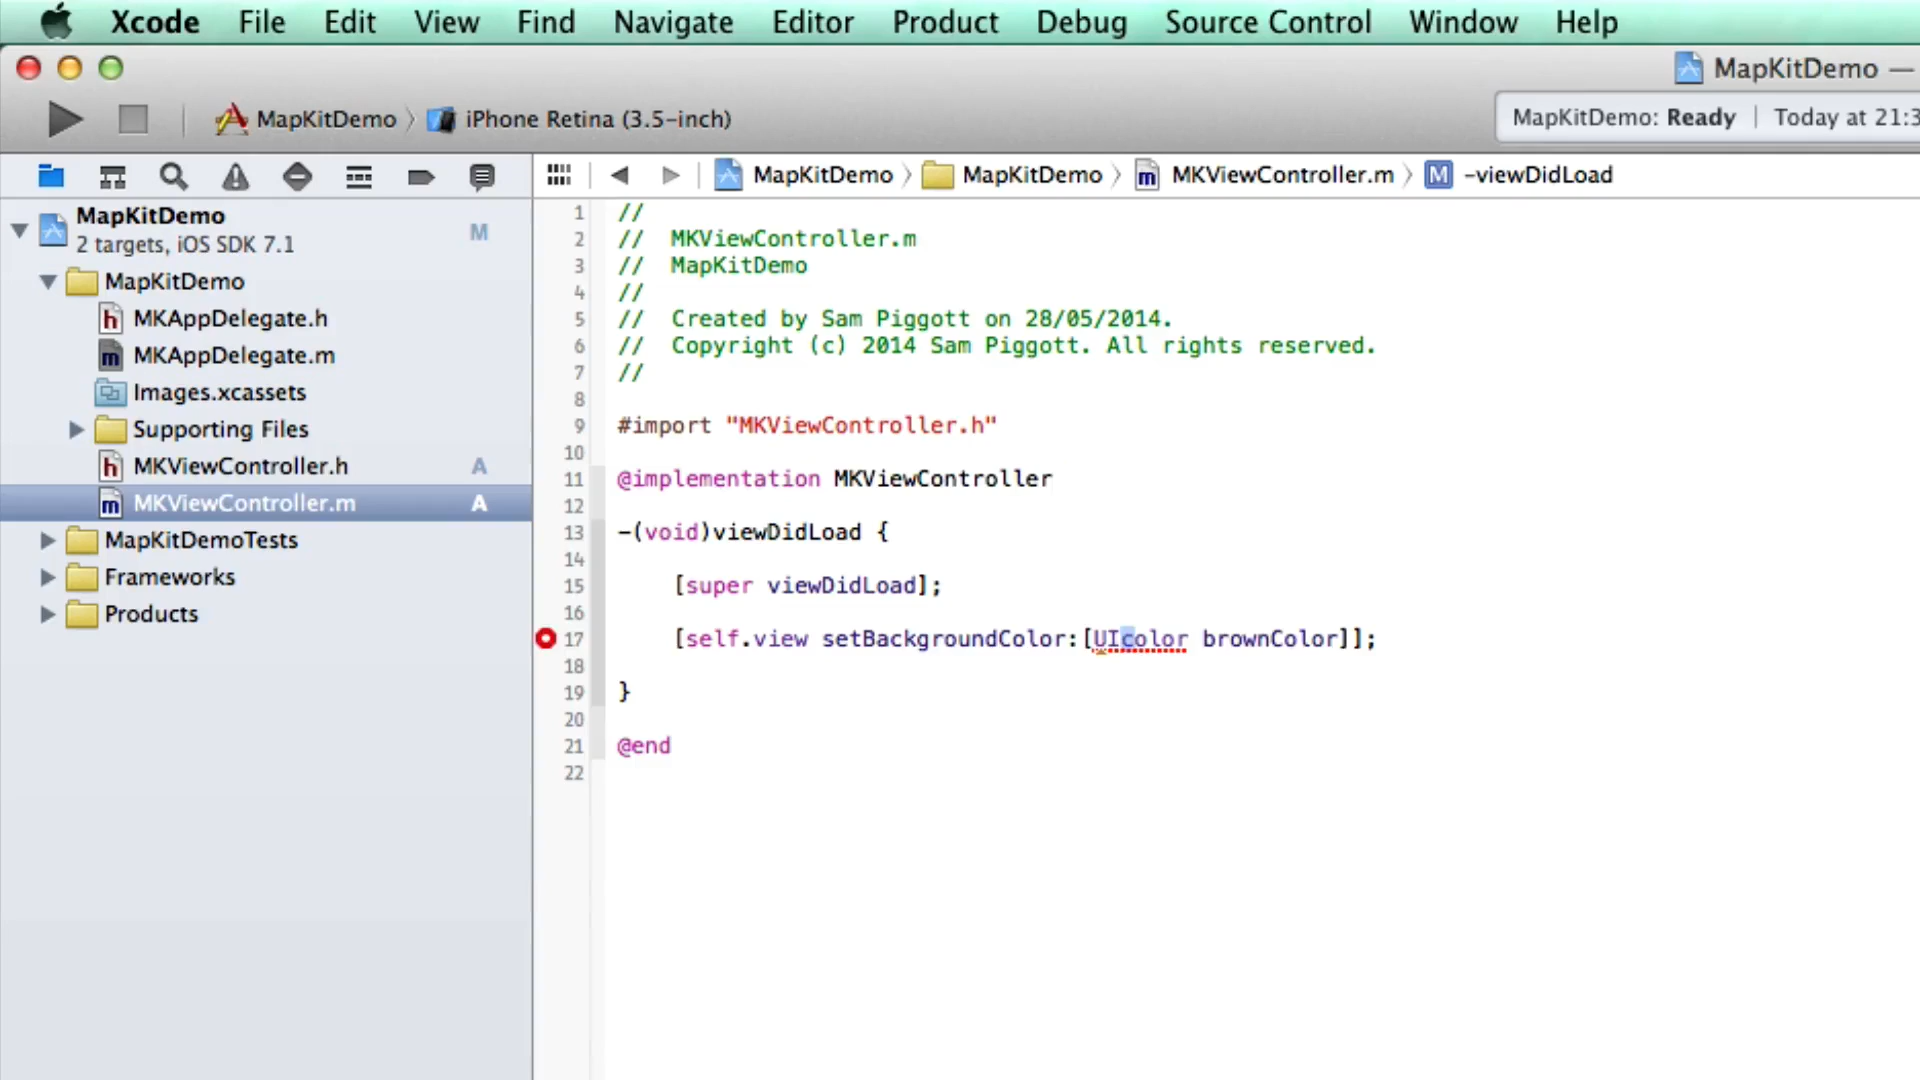 Xcode File Edit View Find Navigate Editor Product Debug Source Control Window Help
MapKitDemo —
MapKitDemo 〉 iPhone Retina (3.5-inch)
MapKitDemo: Ready | Today at 21:3
MapKitDemo 〉 MapKitDemo 〉 m MKViewController.m 〉 M -viewDidLoad
MapKitDemo
2 targets, iOS SDK 7.1 M
MapKitDemo
h MKAppDelegate.h
m MKAppDelegate.m
Images.xcassets
Supporting Files
h MKViewController.h A
m MKViewController.m A
MapKitDemoTests
Frameworks
Products
1 //
2 //  MKViewController.m
3 //  MapKitDemo
4 //
5 //  Created by Sam Piggott on 28/05/2014.
6 //  Copyright (c) 2014 Sam Piggott. All rights reserved.
7 //
8
9 #import "MKViewController.h"
10
11 @implementation MKViewController
12
13 -(void)viewDidLoad {
14
15     [super viewDidLoad];
16
17     [self.view setBackgroundColor:[UIcolor brownColor]];
18
19 }
20
21 @end
22